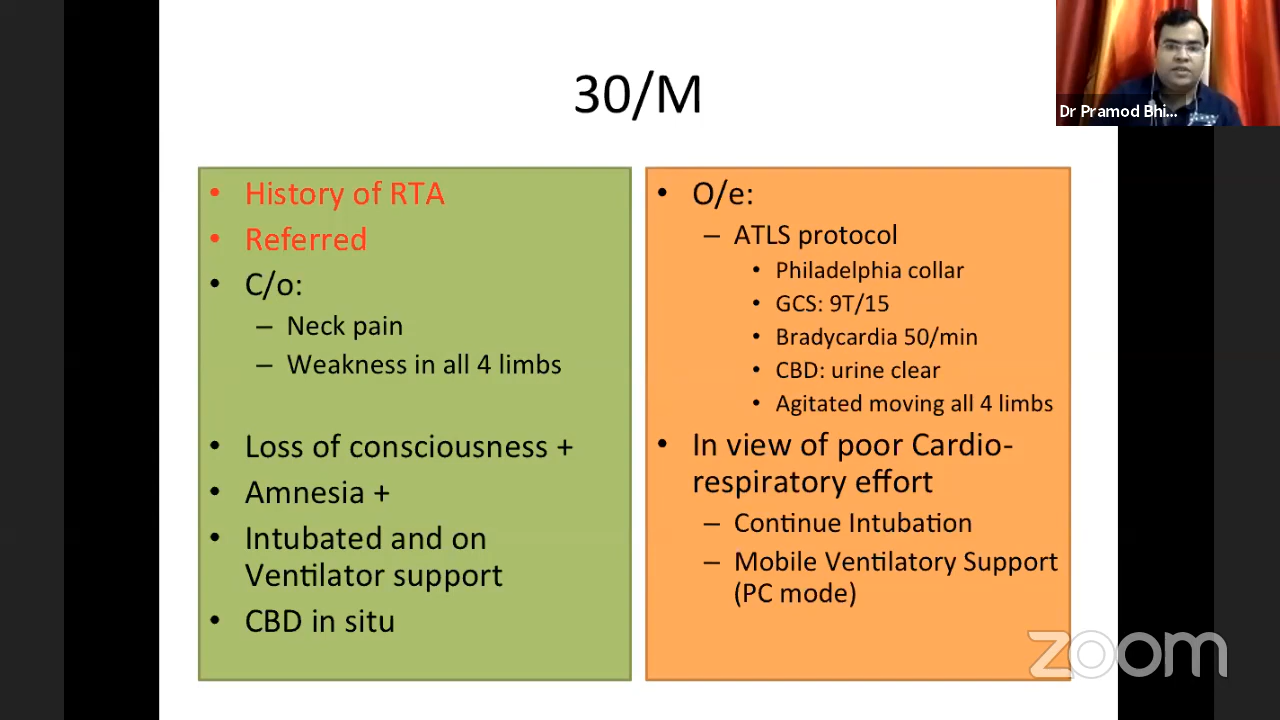 30/M
Dr Pramod Bhi...
• History of RTA
• Referred
• C/o:
– Neck pain
– Weakness in all 4 limbs
• Loss of consciousness +
• Amnesia +
• Intubated and on
Ventilator support
• CBD in situ
• O/e:
– ATLS protocol
• Philadelphia collar
• GCS: 9T/15
• Bradycardia 50/min
• CBD: urine clear
• Agitated moving all 4 limbs
• In view of poor Cardio-
respiratory effort
– Continue Intubation
– Mobile Ventilatory Support
(PC mode)
zoom